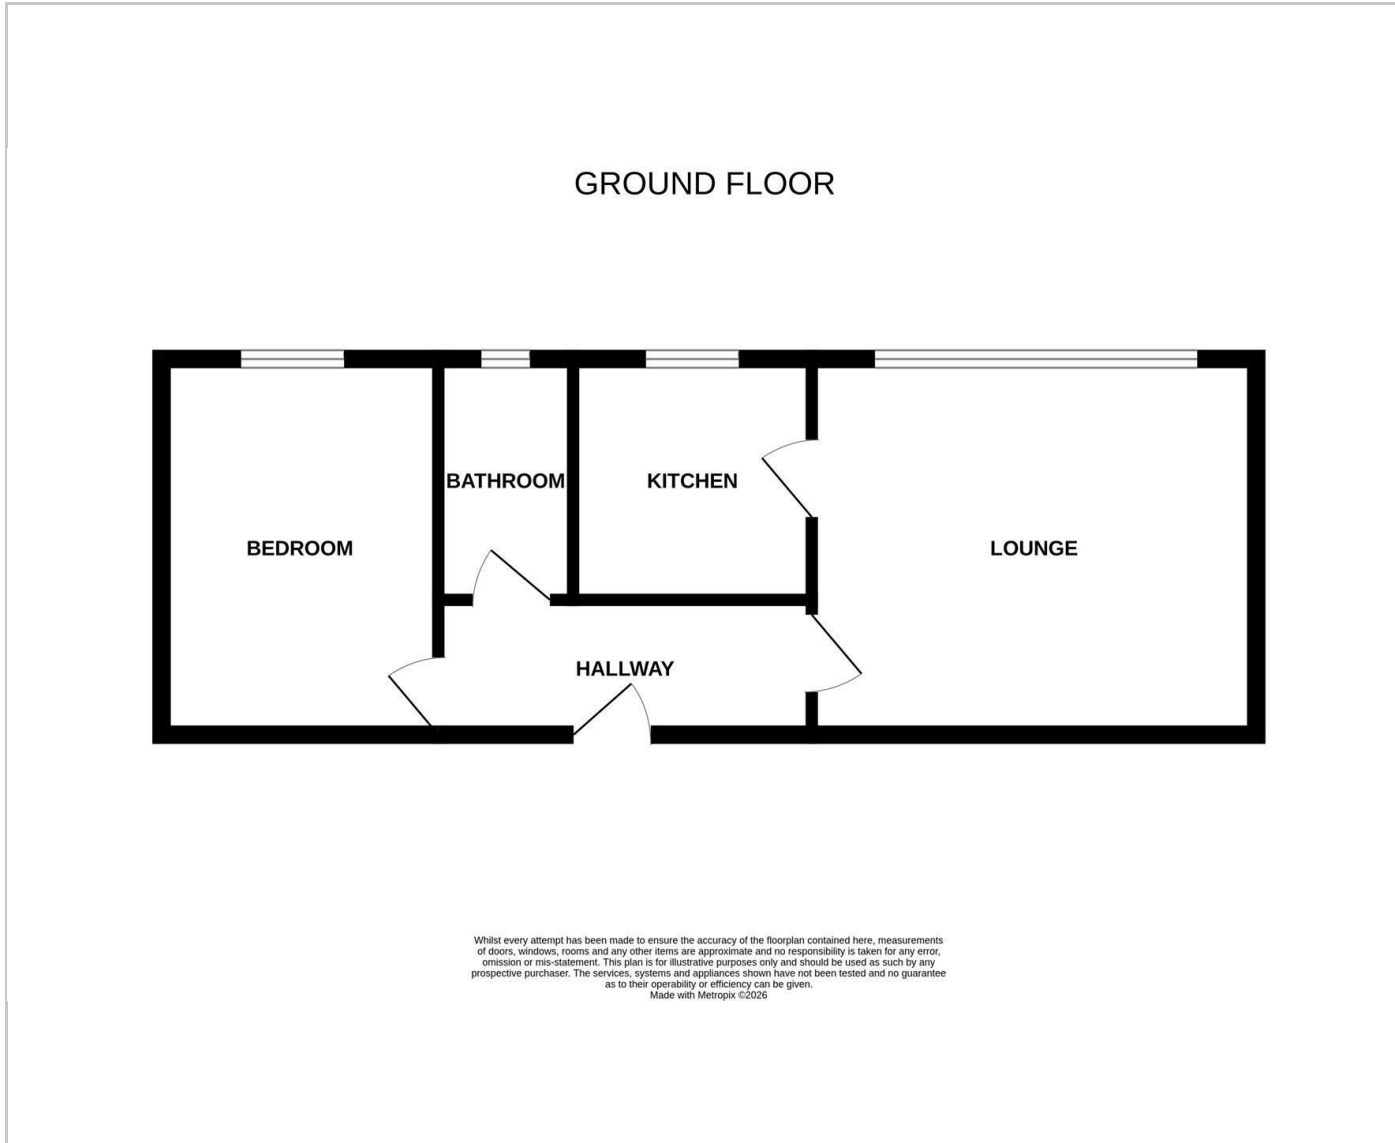 GROUND FLOOR
BATHROOM
KITCHEN
BEDROOM
LOUNGE
HALLWAY
Whilst every attempt has been made to ensure the accuracy of the floorplan contained here, measurements
of doors, windows, rooms and any other items are approximate and no responsibility is taken for any error,
omission or mis-statement. This plan is for illustrative purposes only and should be used as such by any
prospective purchaser. The services, systems and appliances shown have not been tested and no guarantee
as to their operability or efficiency can be given.
Made with Metropix ©2026